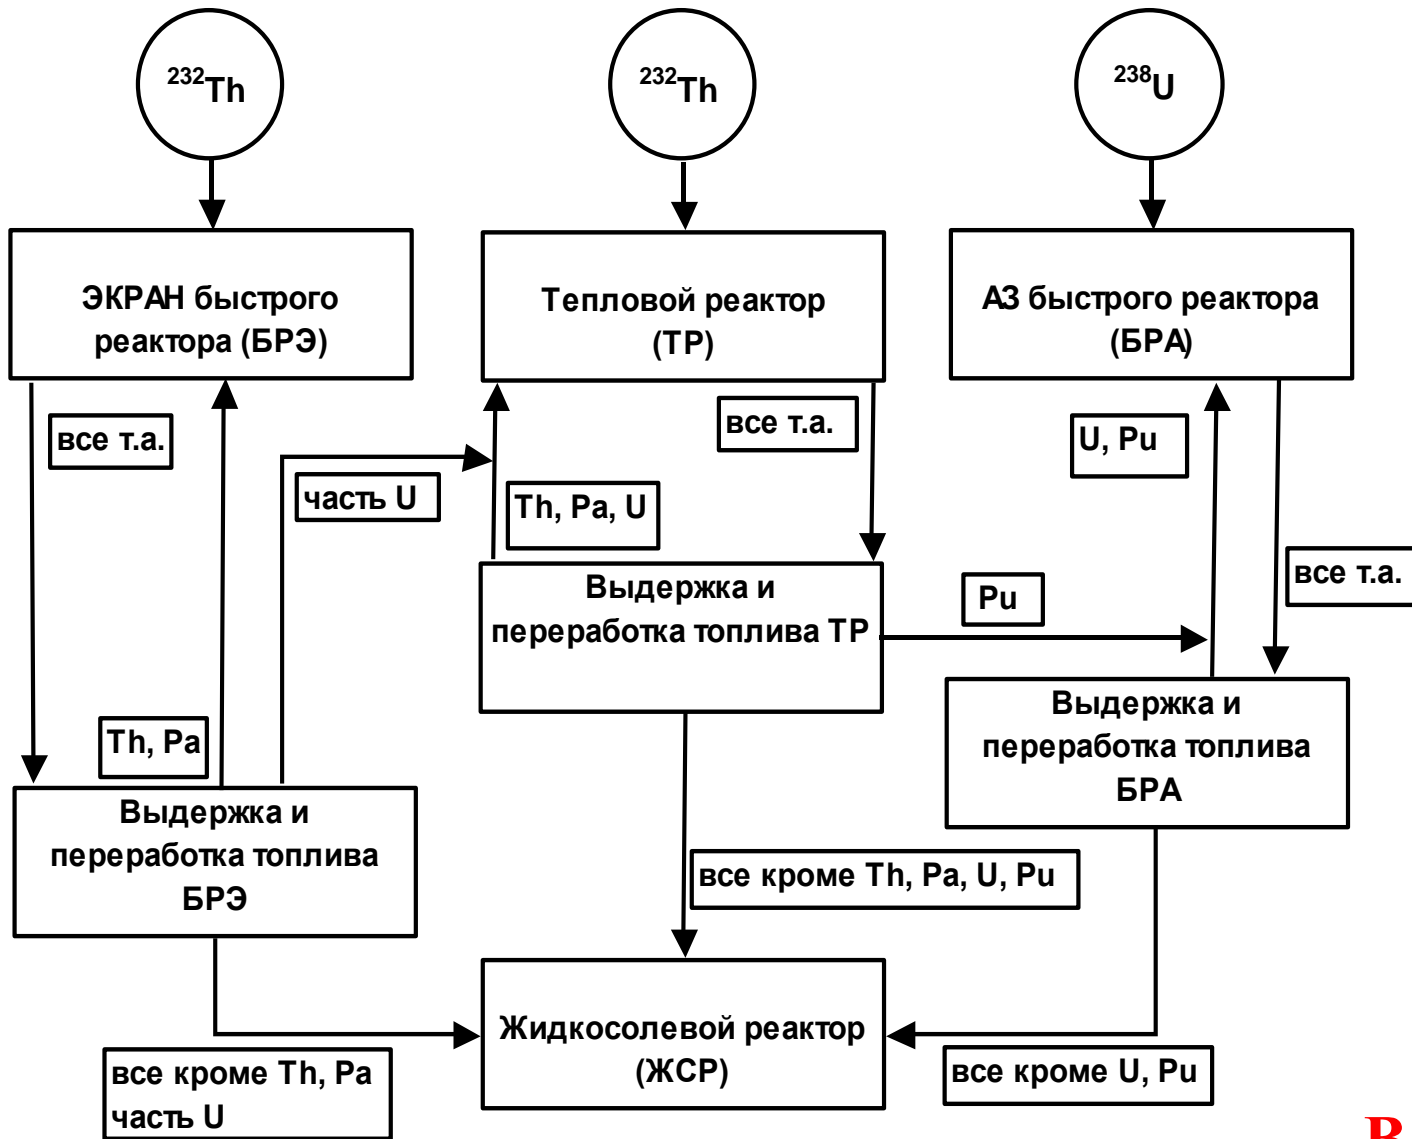 ²³²Th
²³²Th
²³⁸U
ЭКРАН быстрого
реактора (БРЭ)
Тепловой реактор
(ТР)
АЗ быстрого реактора
(БРА)
все т.а.
все т.а.
U, Pu
часть U
Th, Pa, U
все т.а.
Pu
Выдержка и
переработка топлива ТР
Th, Pa
Выдержка и
переработка топлива
БРА
Выдержка и
переработка топлива
БРЭ
все кроме Th, Pa, U, Pu
Жидкосолевой реактор
(ЖСР)
все кроме Th, Pa
часть U
все кроме U, Pu